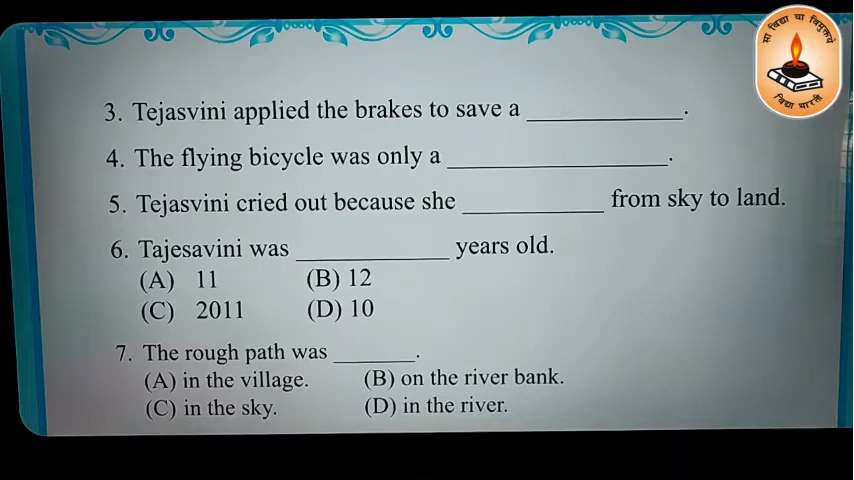 सा विद्या या विमुक्तये
विद्या भारती
3. Tejasvini applied the brakes to save a ____________.
4. The flying bicycle was only a _________________.
5. Tejasvini cried out because she ___________ from sky to land.
6. Tajesavini was ____________ years old.
(A) 11 (B) 12
(C) 2011 (D) 10
7. The rough path was _______.
(A) in the village. (B) on the river bank.
(C) in the sky. (D) in the river.